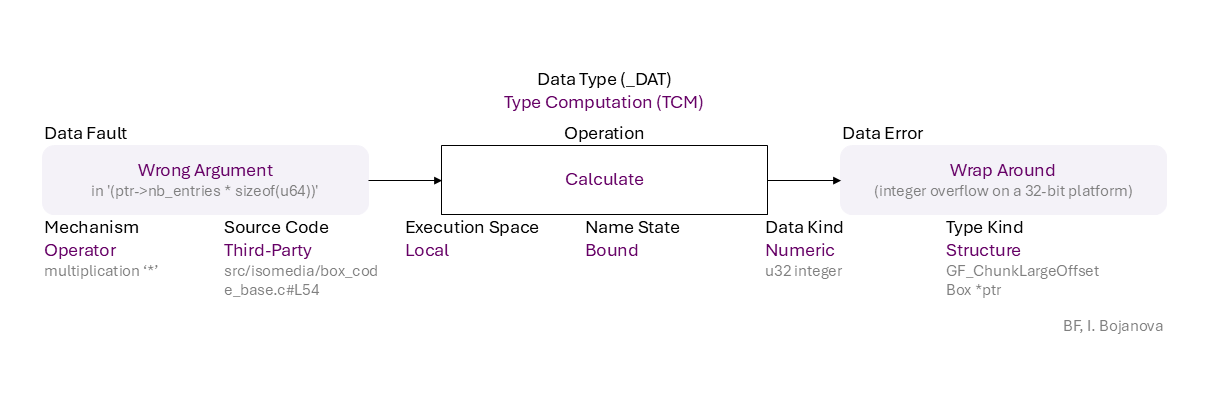 Data Type (_DAT)
Type Computation (TCM)
Data Fault
Operation
Data Error
Wrong Argument
in '(ptr->nb_entries * sizeof(u64))'
Calculate
Wrap Around
(integer overflow on a 32-bit platform)
Mechanism
Operator
multiplication ‘*’
Source Code
Third-Party
src/isomedia/box_cod
e_base.c#L54
Execution Space
Local
Name State
Bound
Data Kind
Numeric
u32 integer
Type Kind
Structure
GF_ChunkLargeOffset
Box *ptr
BF, I. Bojanova